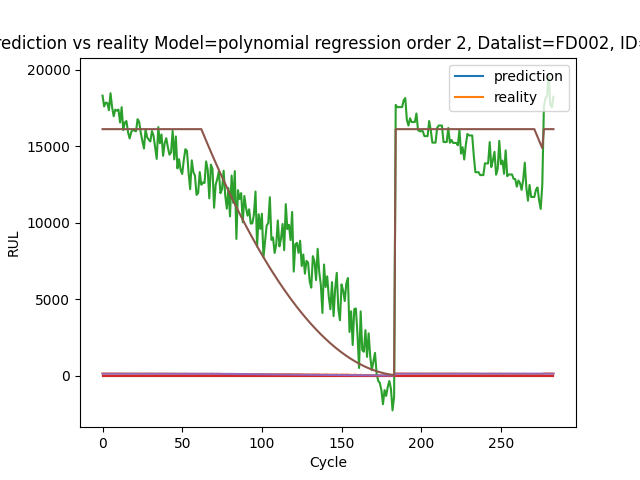 rediction vs reality Model=polynomial regression order 2, Datalist=FD002, ID=
20000
15000
10000
5000
0
RUL
0 50 100 150 200 250
Cycle
prediction
reality